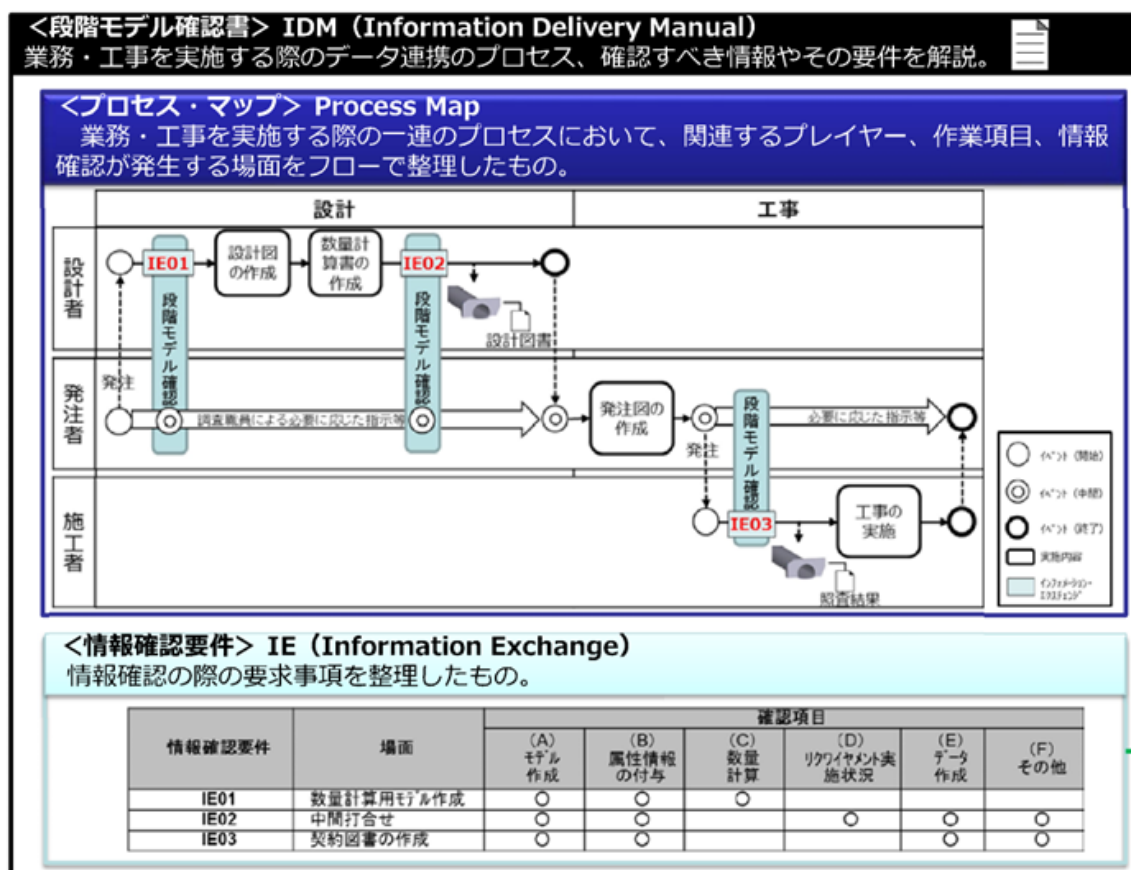 ＜段階モデル確認書＞ IDM（Information Delivery Manual）
業務・工事を実施する際のデータ連携のプロセス、確認すべき情報やその要件を解説。
＜プロセス・マップ＞ Process Map
業務・工事を実施する際の一連のプロセスにおいて、関連するプレイヤー、作業項目、情報
確認が発生する場面をフローで整理したもの。
設計
工事
設計者
IE01
設計図
の作成
数量計
算書の
作成
IE02
段階モデル確認
段階モデル確認
設計図書
発注者
発注
調査職員による必要に応じた指示等
発注図の
作成
発注
段階モデル確認
必要に応じた指示等
施工者
IE03
工事の
実施
照査結果
ｲﾍﾞﾝﾄ（開始）
ｲﾍﾞﾝﾄ（中間）
ｲﾍﾞﾝﾄ（終了）
実施内容
ｲﾝﾌｫﾒｰｼｮﾝ・
ｴｸｽﾁｪﾝｼﾞ
＜情報確認要件＞ IE（Information Exchange）
情報確認の際の要求事項を整理したもの。
情報確認要件 場面 確認項目
(A)
ﾓﾃﾞﾙ
作成
(B)
属性情報
の付与
(C)
数量
計算
(D)
ﾘｸﾜｲﾔﾒﾝﾄ実
施状況
(E)
ﾃﾞｰﾀ
作成
(F)
その他
IE01 数量計算用ﾓﾃﾞﾙ作成 ○ ○ ○
IE02 中間打合せ ○ ○ ○ ○ ○
IE03 契約図書の作成 ○ ○ ○ ○